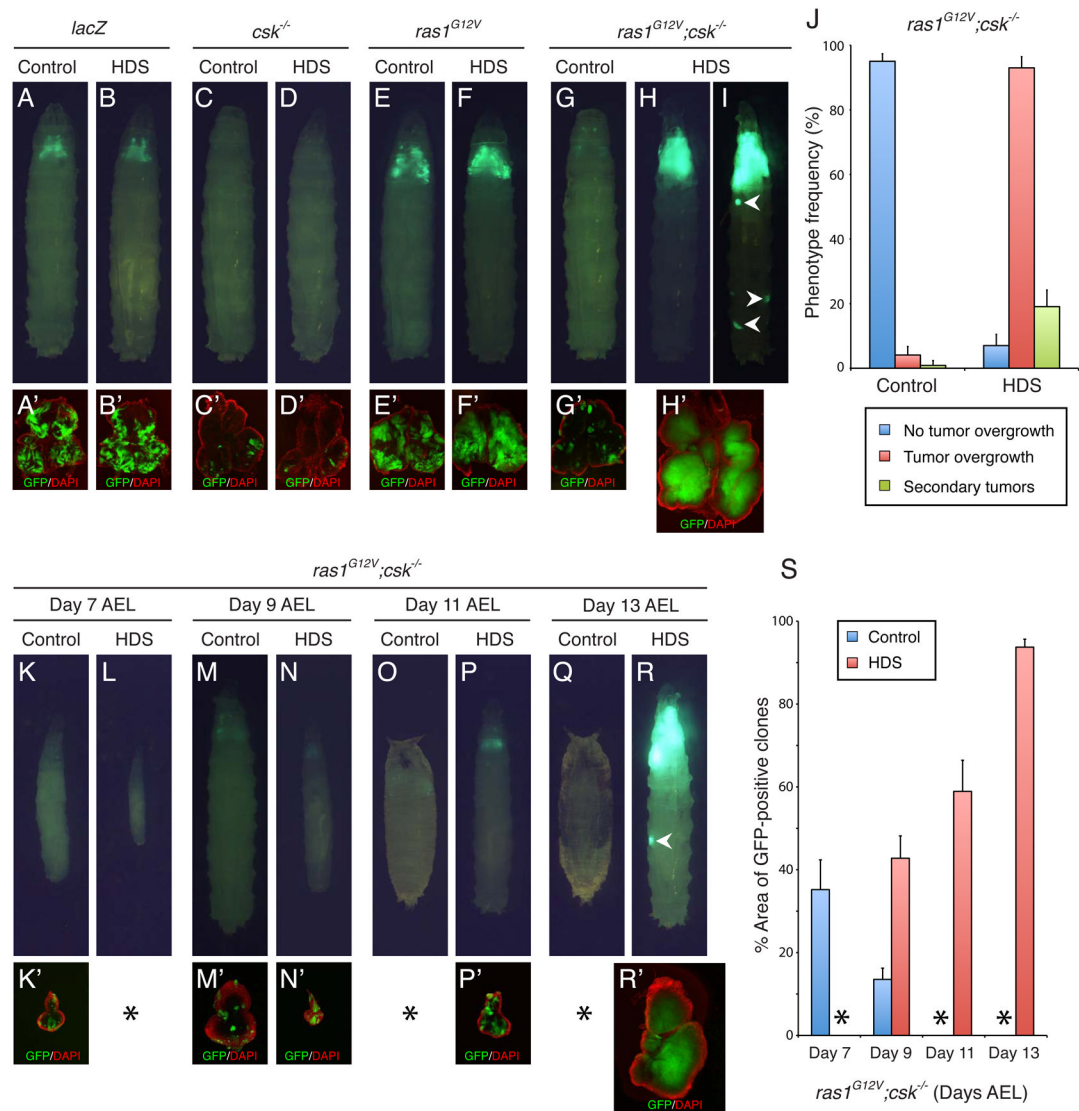 lacZ csk-/- ras1G12V ras1G12V;csk-/-
Control HDS Control HDS Control HDS Control HDS
A B C D E F G H I
A' B' C' D' E' F' G' H'
GFP/DAPI GFP/DAPI GFP/DAPI GFP/DAPI GFP/DAPI GFP/DAPI GFP/DAPI GFP/DAPI
J
ras1G12V;csk-/-
Phenotype frequency (%)
100
80
60
40
20
0
Control HDS
No tumor overgrowth
Tumor overgrowth
Secondary tumors
ras1G12V;csk-/-
Day 7 AEL Day 9 AEL Day 11 AEL Day 13 AEL
Control HDS Control HDS Control HDS Control HDS
K L M N O P Q R
K' * M' N' * P' * R'
GFP/DAPI GFP/DAPI GFP/DAPI GFP/DAPI GFP/DAPI
S
Control
HDS
% Area of GFP-positive clones
100
80
60
40
20
0
* * *
Day 7 Day 9 Day 11 Day 13
ras1G12V;csk-/- (Days AEL)